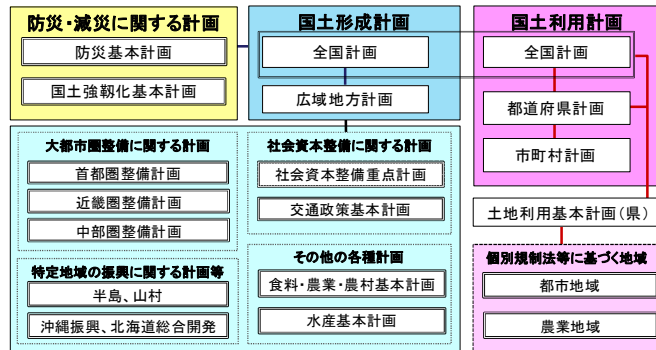 防災・減災に関する計画
防災基本計画
国土強靱化基本計画
国土形成計画
全国計画
広域地方計画
国土利用計画
全国計画
都道府県計画
市町村計画
大都市圏整備に関する計画
首都圏整備計画
近畿圏整備計画
中部圏整備計画
社会資本整備に関する計画
社会資本整備重点計画
交通政策基本計画
土地利用基本計画(県)
特定地域の振興に関する計画等
半島、山村
沖縄振興、北海道総合開発
その他の各種計画
食料・農業・農村基本計画
水産基本計画
個別規制法等に基づく地域
都市地域
農業地域